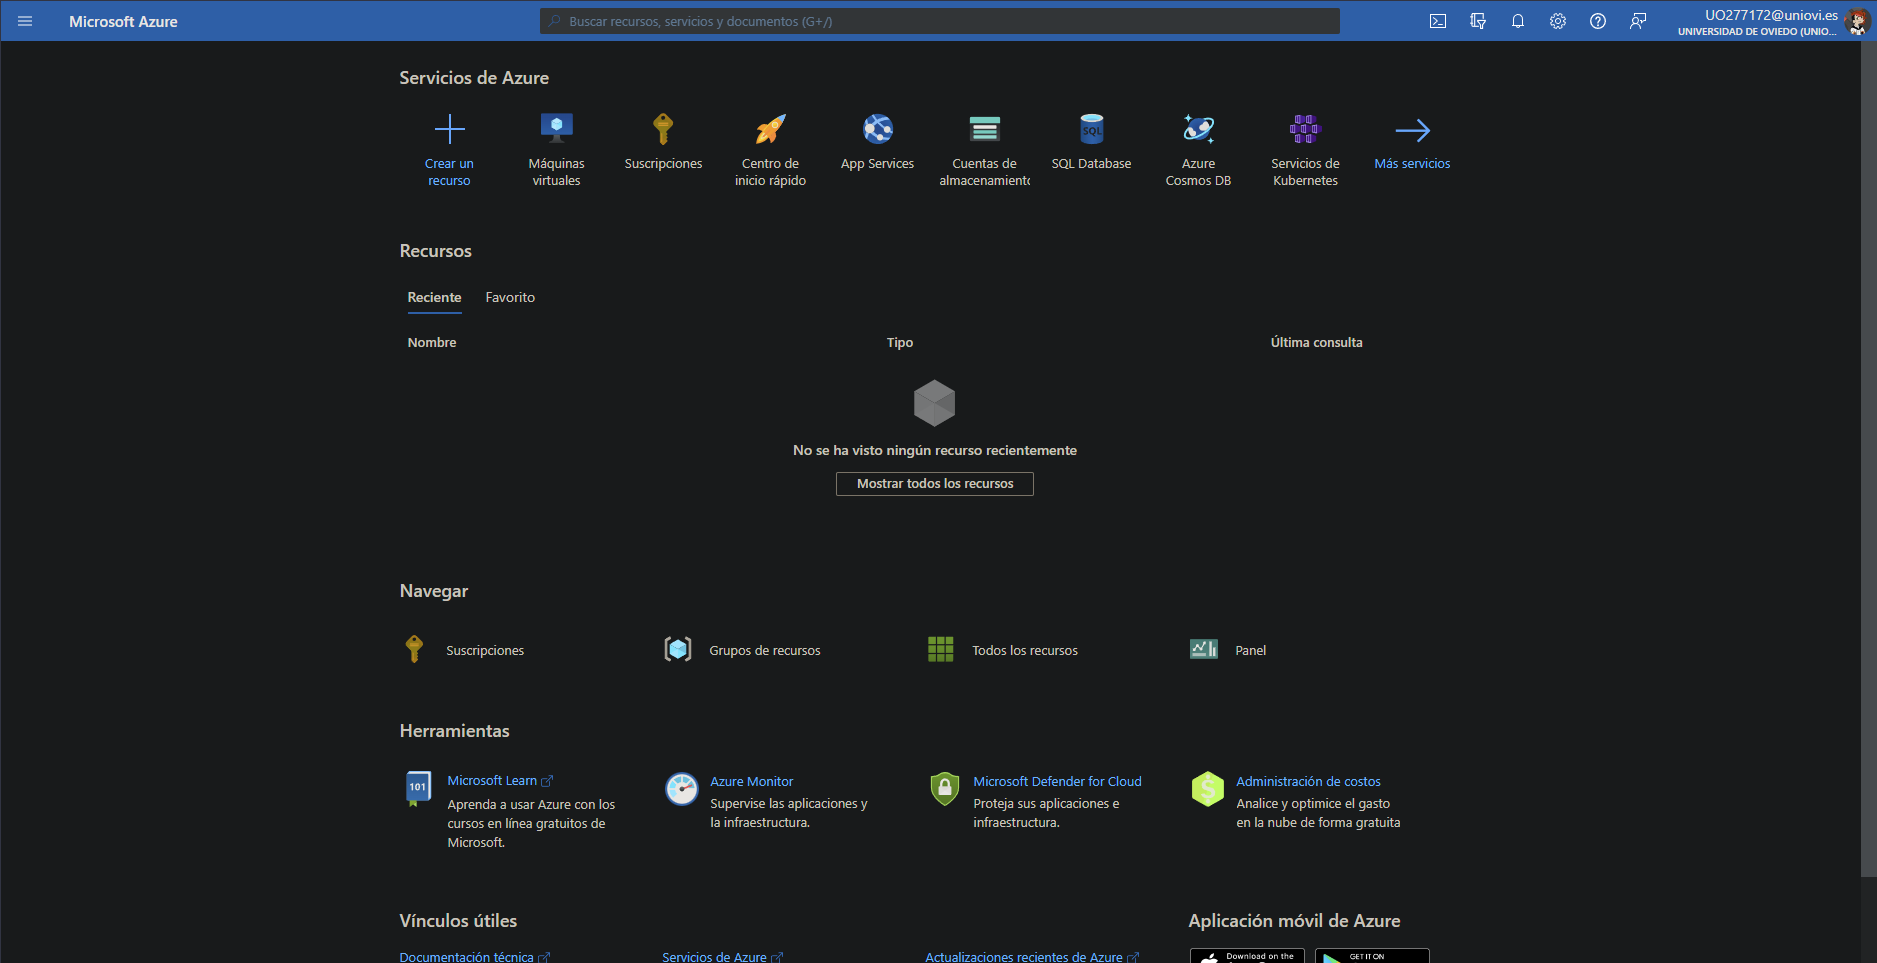 Microsoft Azure
Buscar recursos, servicios y documentos (G+/)
UO277172@uniovi.es
UNIVERSIDAD DE OVIEDO (UNIO...
Servicios de Azure
Crear un
recurso
Máquinas
virtuales
Suscripciones
Centro de
inicio rápido
App Services
Cuentas de
almacenamiento
SQL
SQL Database
Azure
Cosmos DB
Servicios de
Kubernetes
Más servicios
Recursos
Reciente
Favorito
Nombre
Tipo
Última consulta
No se ha visto ningún recurso recientemente
Mostrar todos los recursos
Navegar
Suscripciones
Grupos de recursos
Todos los recursos
Panel
Herramientas
101
Microsoft Learn
Aprenda a usar Azure con los
cursos en línea gratuitos de
Microsoft.
Azure Monitor
Supervise las aplicaciones y
la infraestructura.
Microsoft Defender for Cloud
Proteja sus aplicaciones e
infraestructura.
$
Administración de costos
Analice y optimice el gasto
en la nube de forma gratuita
Vínculos útiles
Documentación técnica
Servicios de Azure
Actualizaciones recientes de Azure
Aplicación móvil de Azure
Download on the
GET IT ON